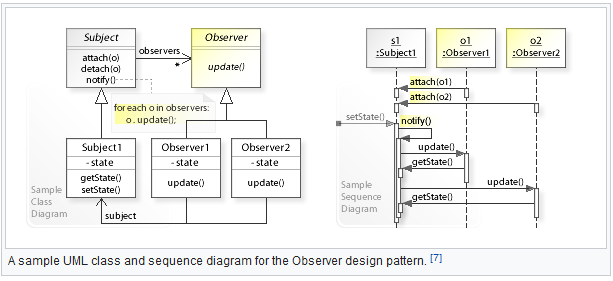 Subject
attach(o)
detach(o)
notify()
observers
*
Observer
update()
for each o in observers:
o. update();
Subject1
- state
getState()
setState()
Observer1
- state
update()
Observer2
- state
update()
subject
Sample
Class
Diagram
s1
:Subject1
o1
:Observer1
o2
:Observer2
attach(o1)
attach(o2)
setState()
notify()
update()
getState()
update()
getState()
Sample
Sequence
Diagram
A sample UML class and sequence diagram for the Observer design pattern. [7]